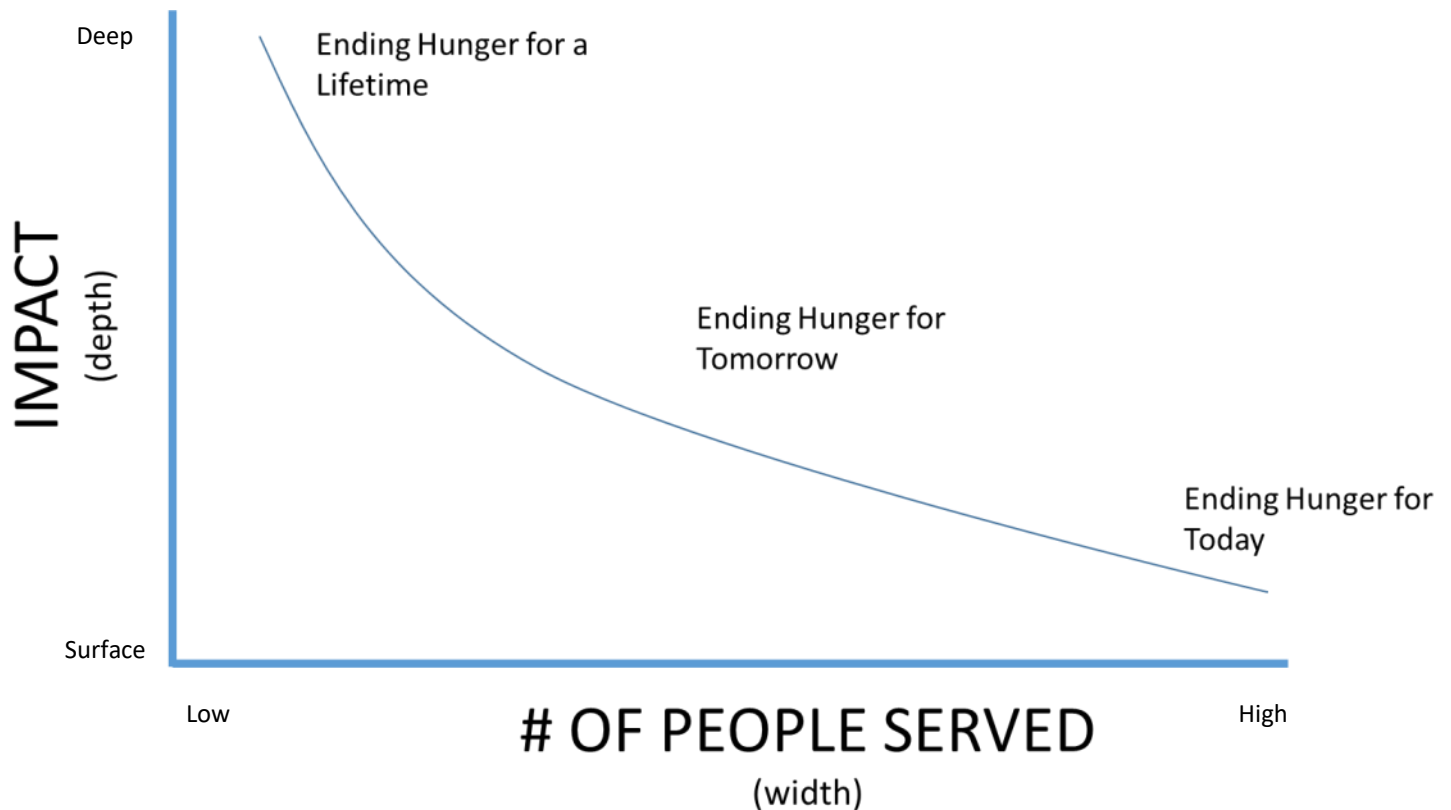 Deep
Ending Hunger for a
Lifetime
IMPACT
(depth)
Ending Hunger for
Tomorrow
Ending Hunger for
Today
Surface
Low
# OF PEOPLE SERVED
High
(width)